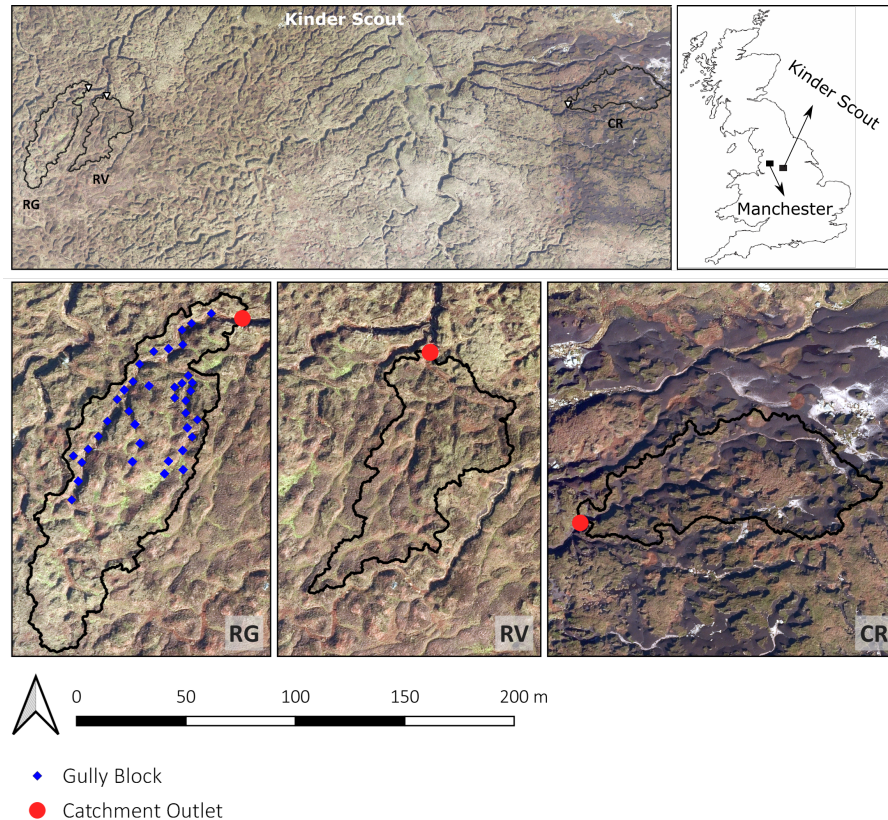 Kinder Scout
RG
RV
CR
Kinder Scout
Manchester
RG
RV
CR
0 50 100 150 200 m
Gully Block
Catchment Outlet